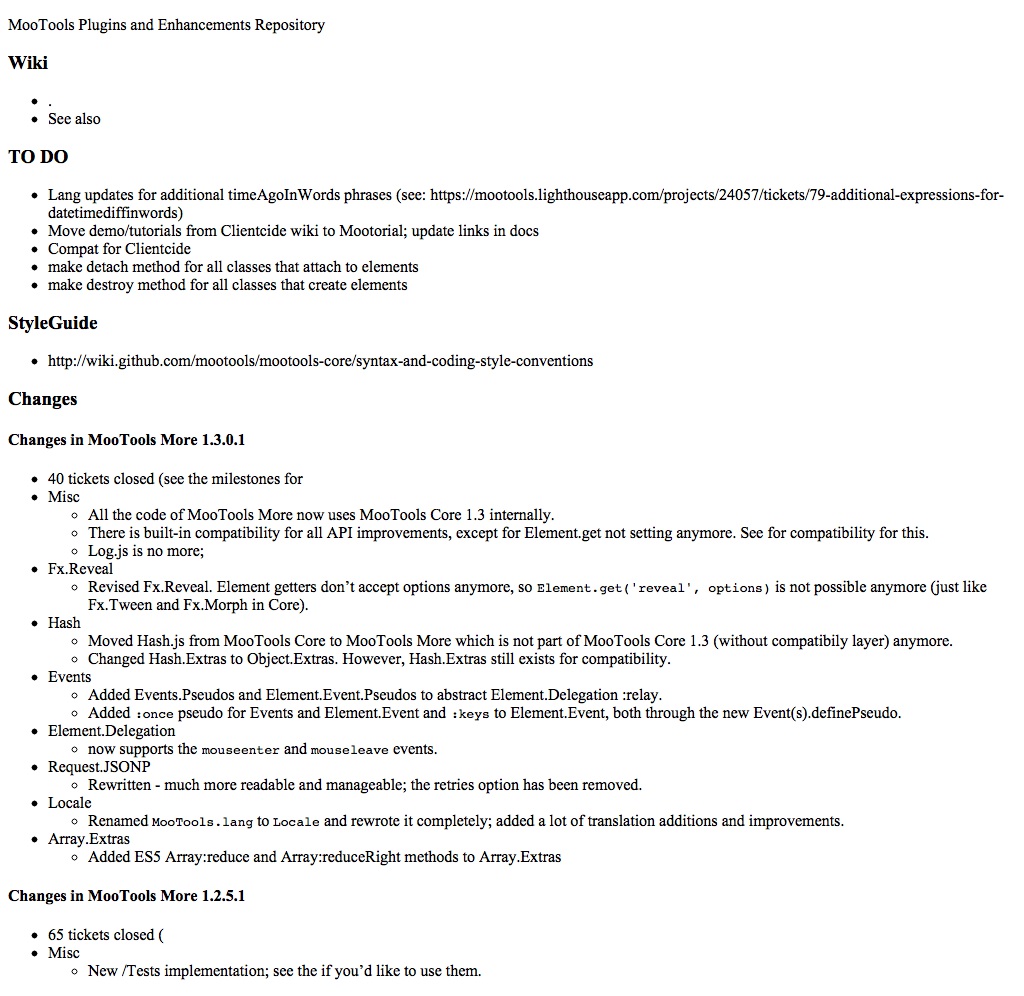 MooTools Plugins and Enhancements Repository
Wiki
.
See also
TO DO
Lang updates for additional timeAgoInWords phrases (see: https://mootools.lighthouseapp.com/projects/24057/tickets/79-additional-expressions-for-
datetimediffinwords)
Move demo/tutorials from Clientcide wiki to Mootorial; update links in docs
Compat for Clientcide
make detach method for all classes that attach to elements
make destroy method for all classes that create elements
StyleGuide
http://wiki.github.com/mootools/mootools-core/syntax-and-coding-style-conventions
Changes
Changes in MooTools More 1.3.0.1
40 tickets closed (see the milestones for
Misc
All the code of MooTools More now uses MooTools Core 1.3 internally.
There is built-in compatibility for all API improvements, except for Element.get not setting anymore. See for compatibility for this.
Log.js is no more;
Fx.Reveal
Revised Fx.Reveal. Element getters don’t accept options anymore, so Element.get('reveal', options) is not possible anymore (just like
Fx.Tween and Fx.Morph in Core).
Hash
Moved Hash.js from MooTools Core to MooTools More which is not part of MooTools Core 1.3 (without compatibily layer) anymore.
Changed Hash.Extras to Object.Extras. However, Hash.Extras still exists for compatibility.
Events
Added Events.Pseudos and Element.Event.Pseudos to abstract Element.Delegation :relay.
Added :once pseudo for Events and Element.Event and :keys to Element.Event, both through the new Event(s).definePseudo.
Element.Delegation
now supports the mouseenter and mouseleave events.
Request.JSONP
Rewritten - much more readable and manageable; the retries option has been removed.
Locale
Renamed MooTools.lang to Locale and rewrote it completely; added a lot of translation additions and improvements.
Array.Extras
Added ES5 Array:reduce and Array:reduceRight methods to Array.Extras
Changes in MooTools More 1.2.5.1
65 tickets closed (
Misc
New /Tests implementation; see the if you’d like to use them.